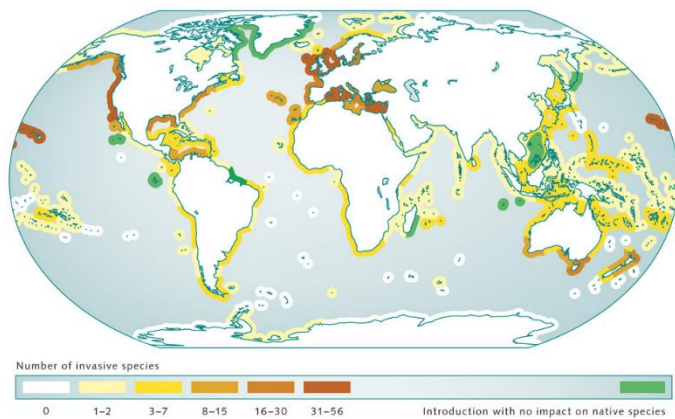 Number of invasive species
0 1–2 3–7 8–15 16–30 31–56 Introduction with no impact on native species